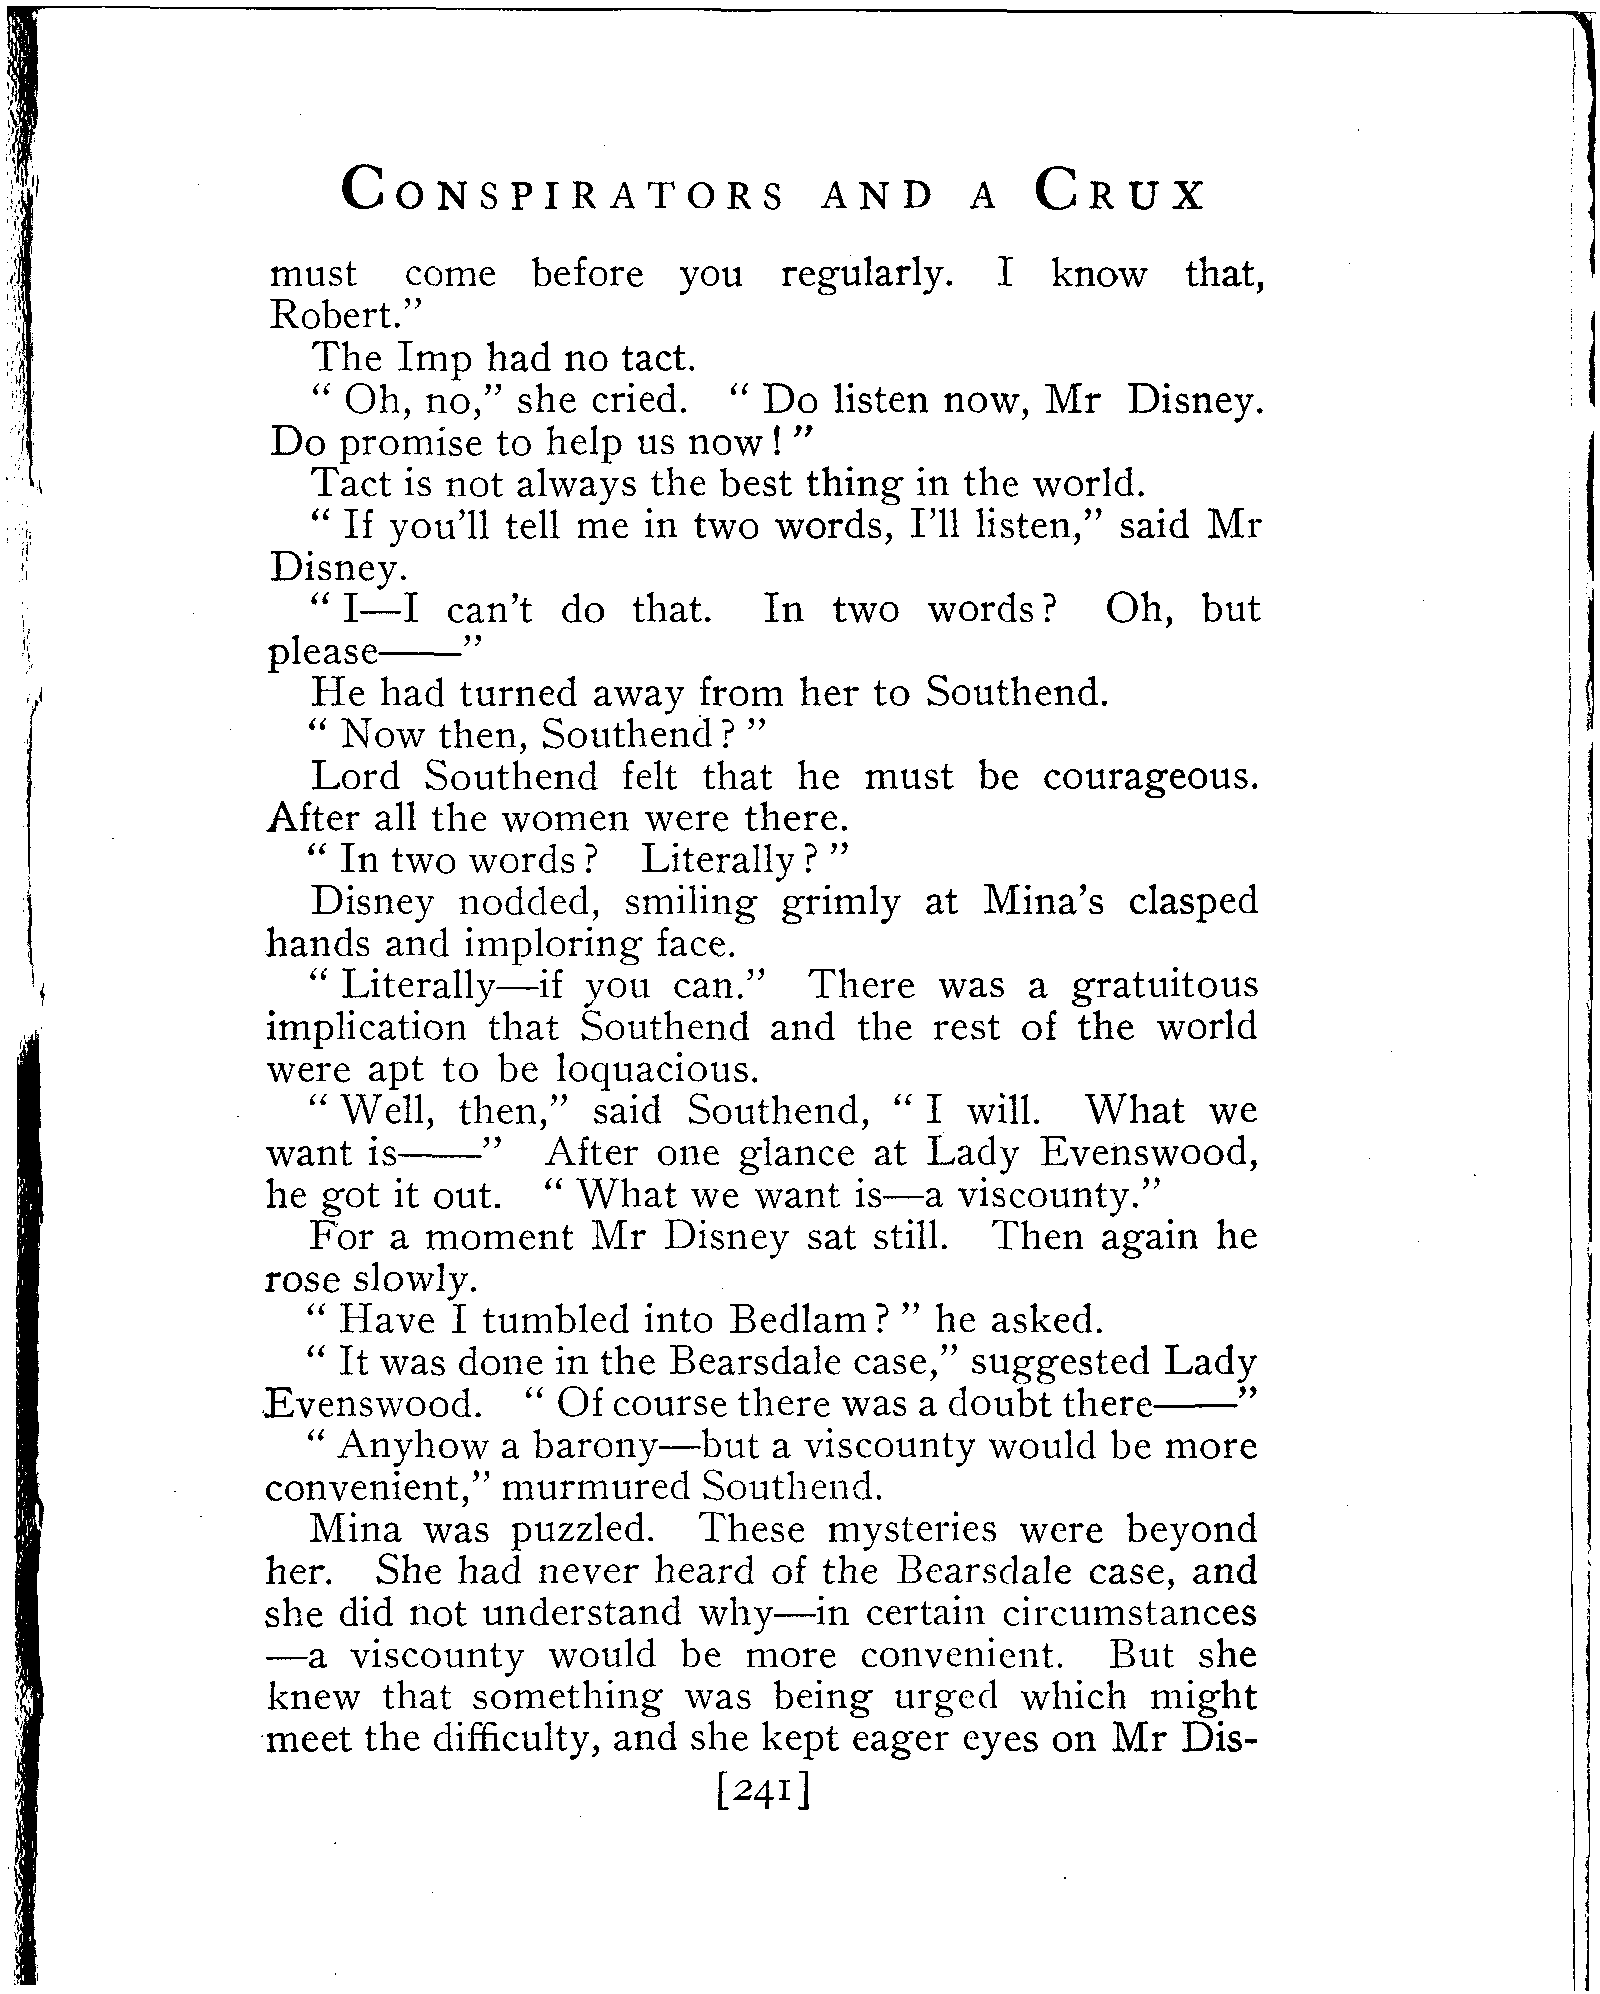 CONSPIRATORS AND A CRUX
must come before you regularly. I know that,
Robert.”
The Imp had no tact.
“ Oh, no,” she cried. “ Do listen now, Mr Disney.
Do promise to help us now ! ”
Tact is not always the best thing in the world.
“ If you’ll tell me in two words, I’ll listen,” said Mr
Disney.
“ I—I can’t do that. In two words ? Oh, but
please——”
He had turned away from her to Southend.
“ Now then, Southend ? ”
Lord Southend felt that he must be courageous.
After all the women were there.
“ In two words ? Literally ? ”
Disney nodded, smiling grimly at Mina’s clasped
hands and imploring face.
“ Literally—if you can.” There was a gratuitous
implication that Southend and the rest of the world
were apt to be loquacious.
“ Well, then,” said Southend, “ I will. What we
want is——” After one glance at Lady Evenswood,
he got it out. “ What we want is—a viscounty.”
For a moment Mr Disney sat still. Then again he
rose slowly.
“ Have I tumbled into Bedlam ? ” he asked.
“ It was done in the Bearsdale case,” suggested Lady
Evenswood. “ Of course there was a doubt there——”
“ Anyhow a barony—but a viscounty would be more
convenient,” murmured Southend.
Mina was puzzled. These mysteries were beyond
her. She had never heard of the Bearsdale case, and
she did not understand why—in certain circumstances
—a viscounty would be more convenient. But she
knew that something was being urged which might
meet the difficulty, and she kept eager eyes on Mr Dis-
[241]